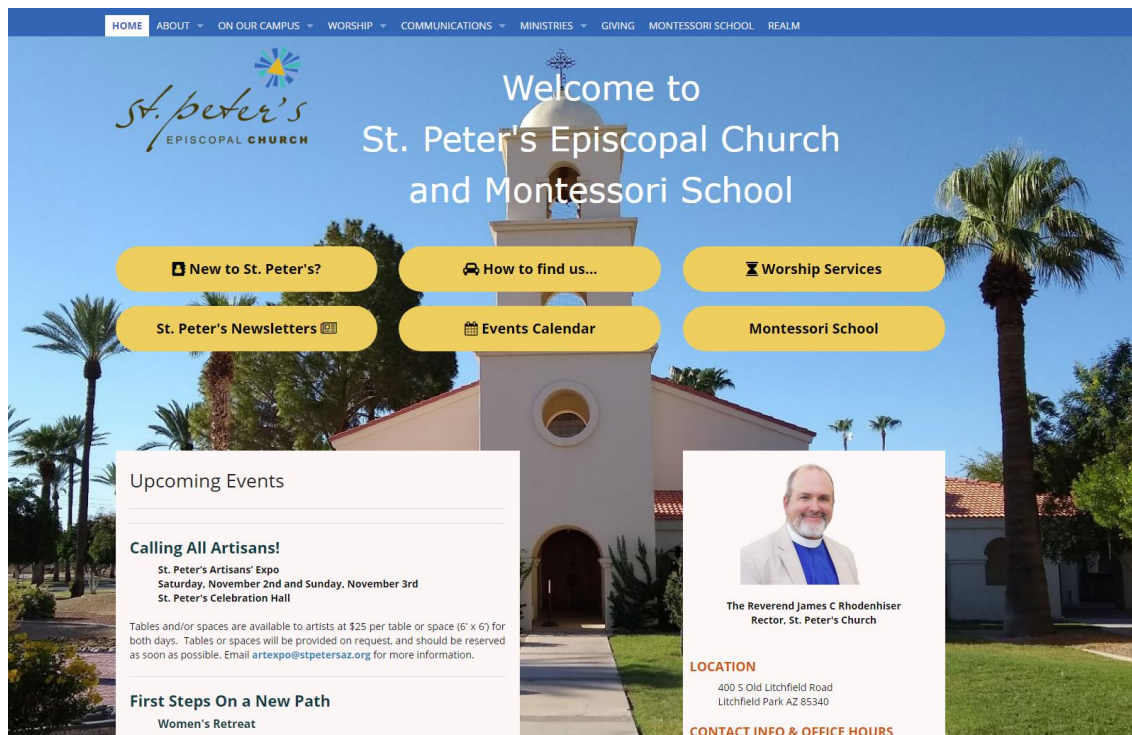 HOME ABOUT ON OUR CAMPUS WORSHIP COMMUNICATIONS MINISTRIES GIVING MONTESSORI SCHOOL REALM
st. peter's
EPISCOPAL CHURCH
Welcome to
St. Peter's Episcopal Church
and Montessori School
New to St. Peter's?
How to find us...
Worship Services
St. Peter's Newsletters
Events Calendar
Montessori School
Upcoming Events
Calling All Artisans!
St. Peter's Artisans' Expo
Saturday, November 2nd and Sunday, November 3rd
St. Peter's Celebration Hall
Tables and/or spaces are available to artists at $25 per table or space (6' x 6') for
both days. Tables or spaces will be provided on request, and should be reserved
as soon as possible. Email artexpo@stpetersaz.org for more information.
First Steps On a New Path
Women's Retreat
The Reverend James C Rhodenhiser
Rector, St. Peter's Church
LOCATION
400 S Old Litchfield Road
Litchfield Park AZ 85340
CONTACT INFO & OFFICE HOURS